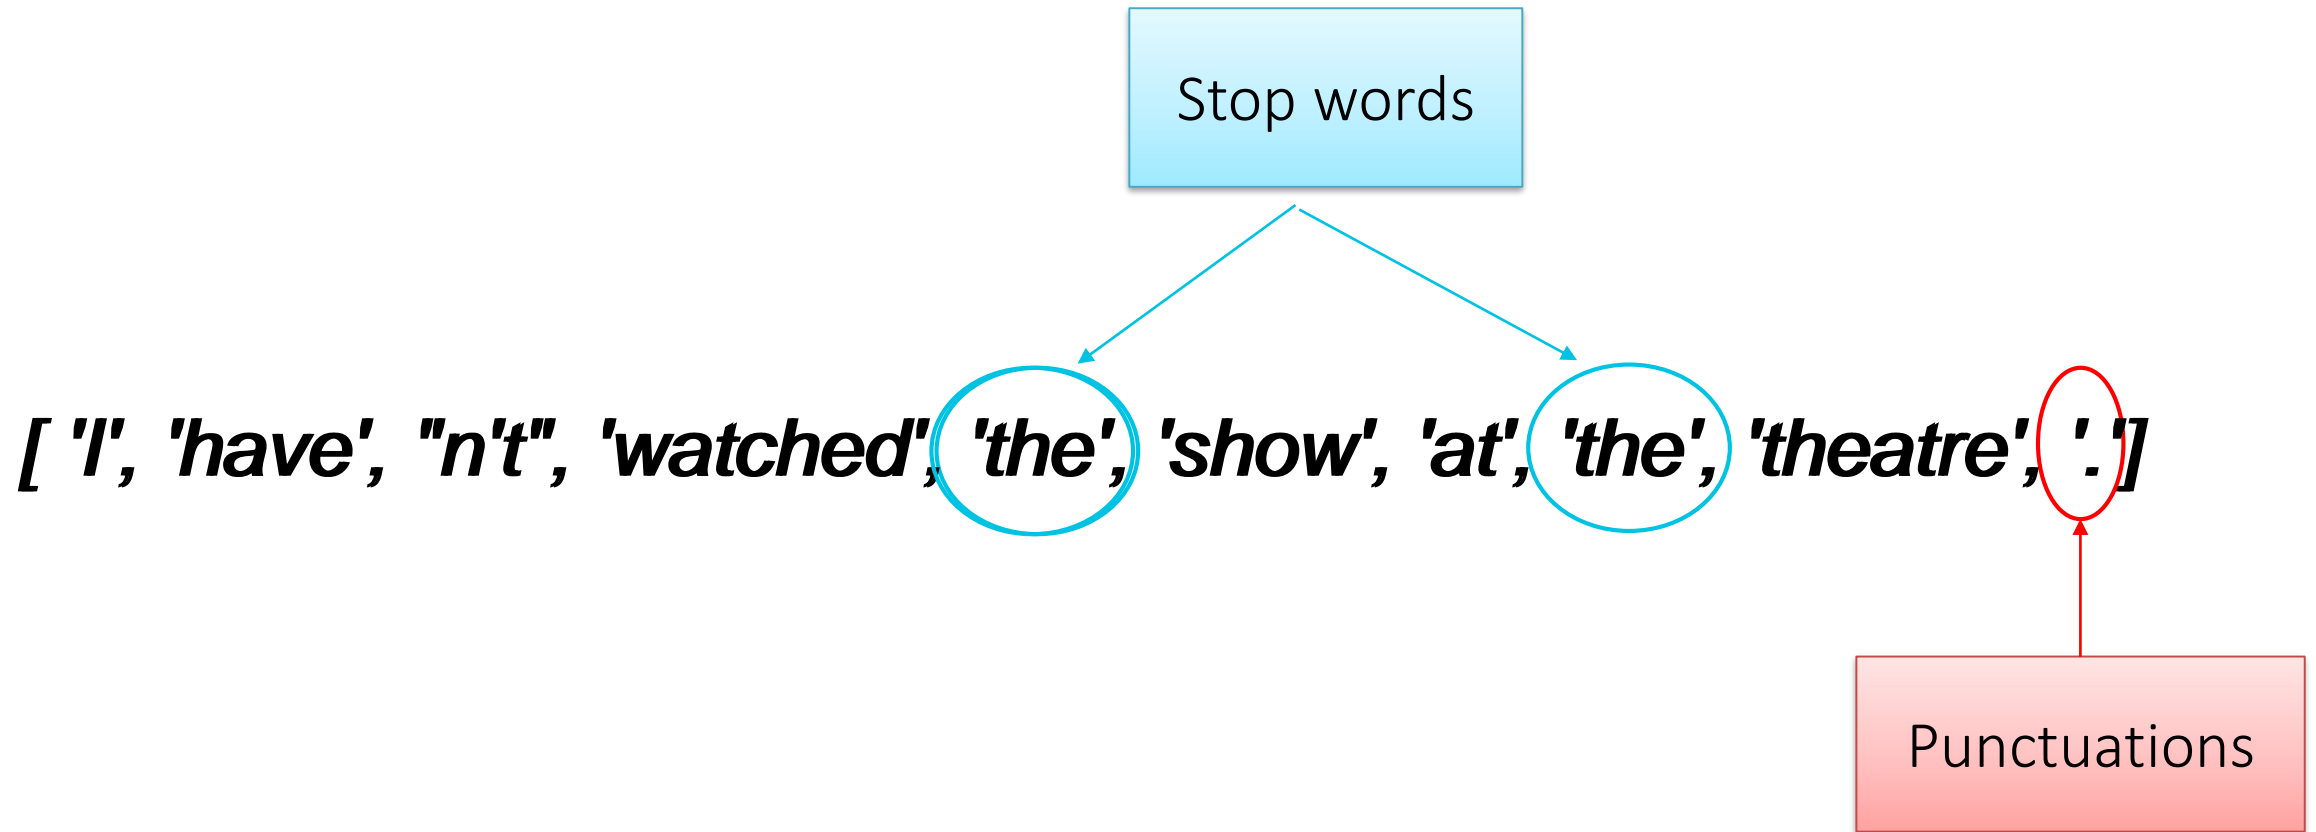 Stop words
[ 'I', 'have', "n't", 'watched', 'the', 'show', 'at', 'the', 'theatre', '.']
Punctuations